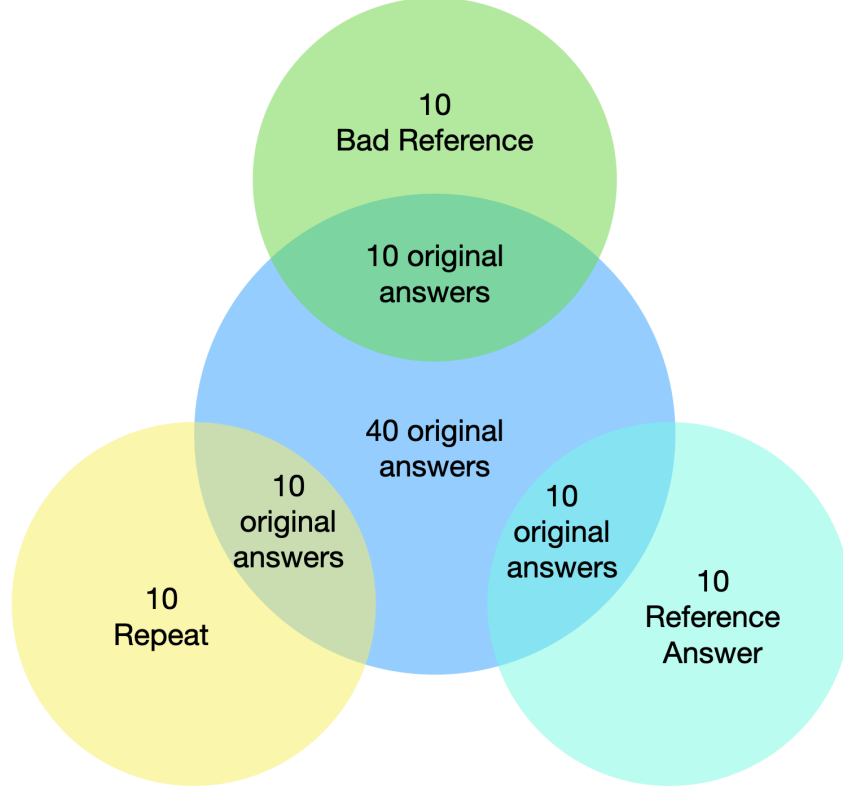 10
Bad Reference
10 original
answers
40 original
answers
10
original
answers
10
original
answers
10
Repeat
10
Reference
Answer